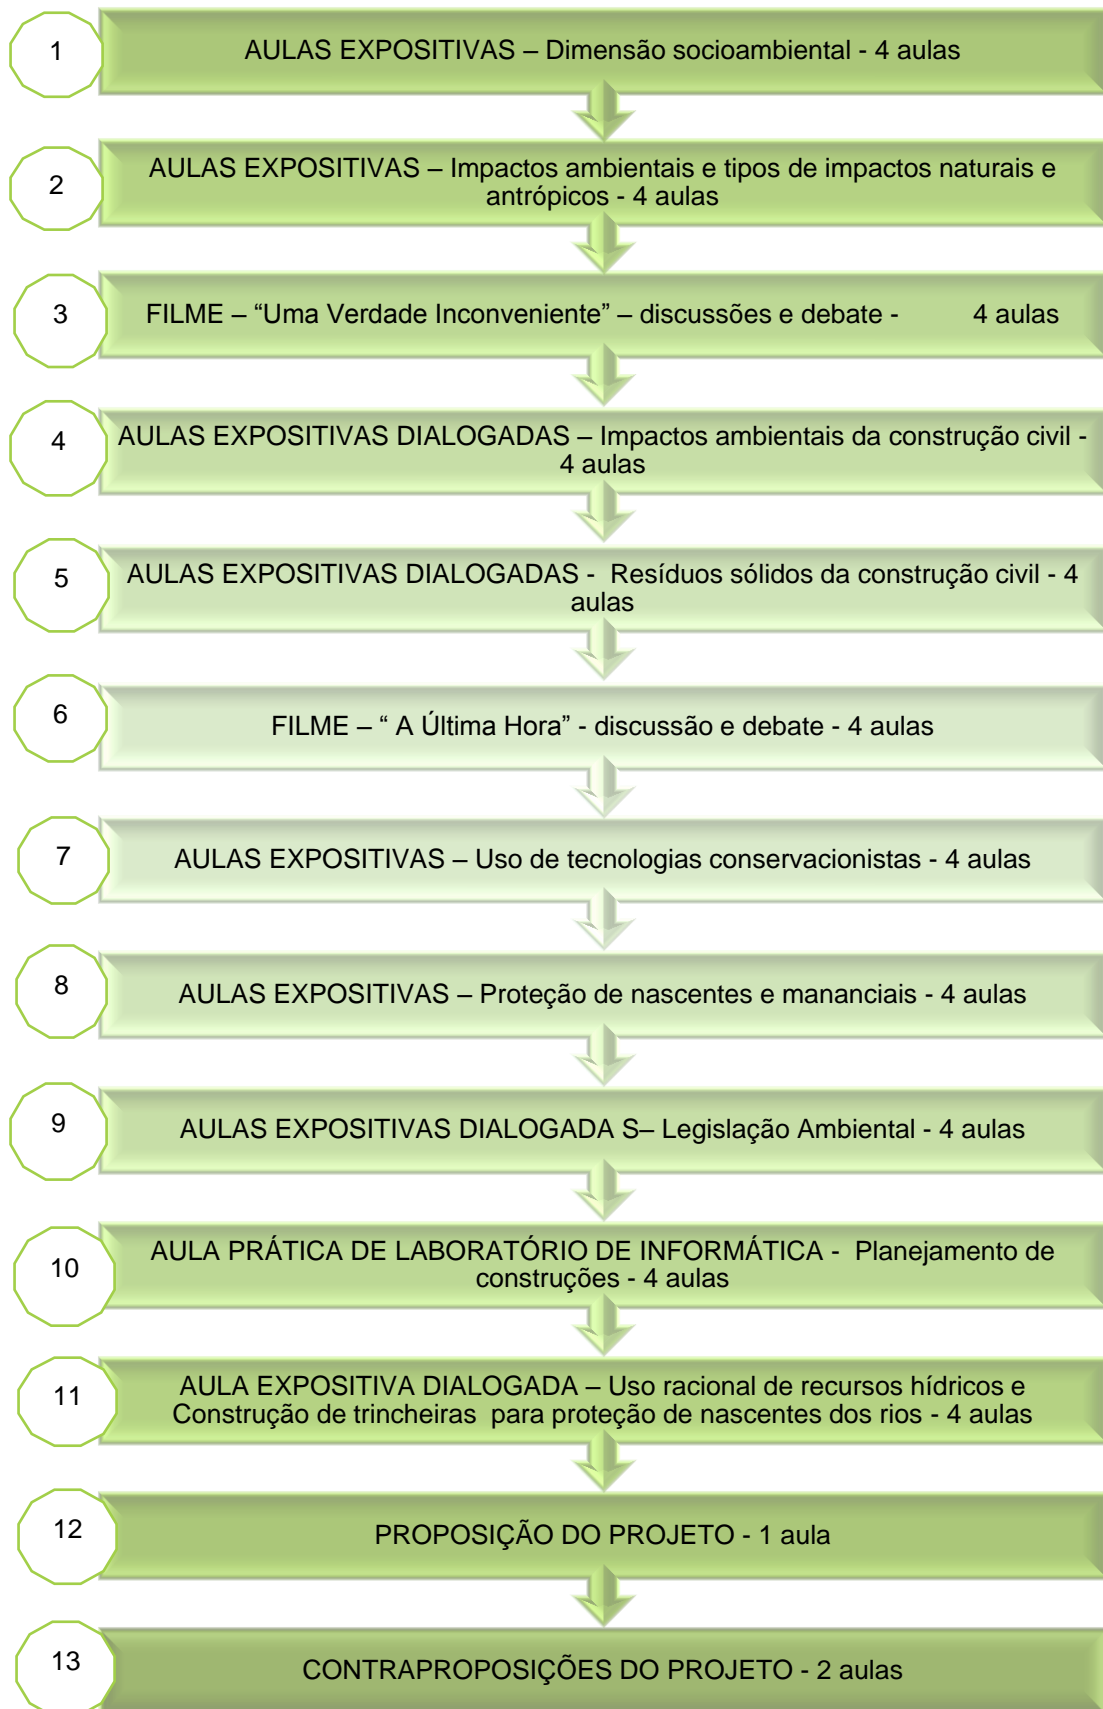 1
AULAS EXPOSITIVAS – Dimensão socioambiental - 4 aulas
2
AULAS EXPOSITIVAS – Impactos ambientais e tipos de impactos naturais e
antrópicos - 4 aulas
3
FILME – “Uma Verdade Inconveniente” – discussões e debate - 4 aulas
4
AULAS EXPOSITIVAS DIALOGADAS – Impactos ambientais da construção civil -
4 aulas
5
AULAS EXPOSITIVAS DIALOGADAS - Resíduos sólidos da construção civil - 4
aulas
6
FILME – “ A Última Hora” - discussão e debate - 4 aulas
7
AULAS EXPOSITIVAS – Uso de tecnologias conservacionistas - 4 aulas
8
AULAS EXPOSITIVAS – Proteção de nascentes e mananciais - 4 aulas
9
AULAS EXPOSITIVAS DIALOGADA S– Legislação Ambiental - 4 aulas
10
AULA PRÁTICA DE LABORATÓRIO DE INFORMÁTICA - Planejamento de
construções - 4 aulas
11
AULA EXPOSITIVA DIALOGADA – Uso racional de recursos hídricos e
Construção de trincheiras para proteção de nascentes dos rios - 4 aulas
12
PROPOSIÇÃO DO PROJETO - 1 aula
13
CONTRAPROPOSIÇÕES DO PROJETO - 2 aulas